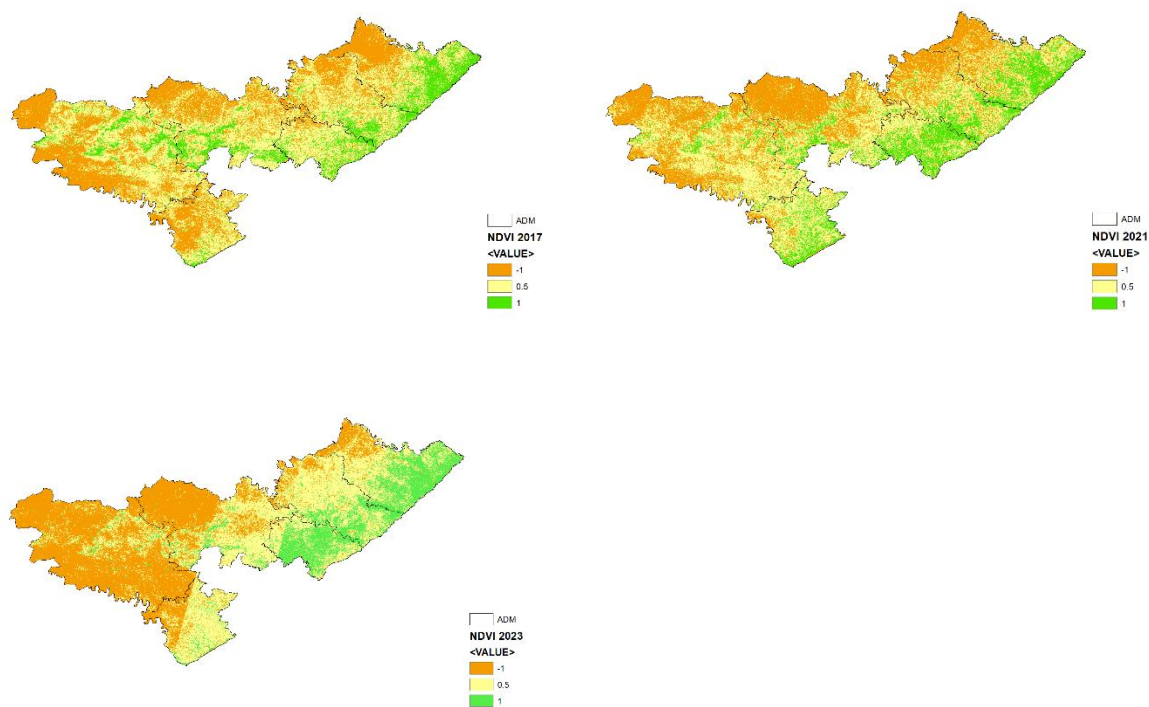 ADM
NDVI 2017
<VALUE>
-1
0.5
1
ADM
NDVI 2021
<VALUE>
-1
0.5
1
ADM
NDVI 2023
<VALUE>
-1
0.5
1